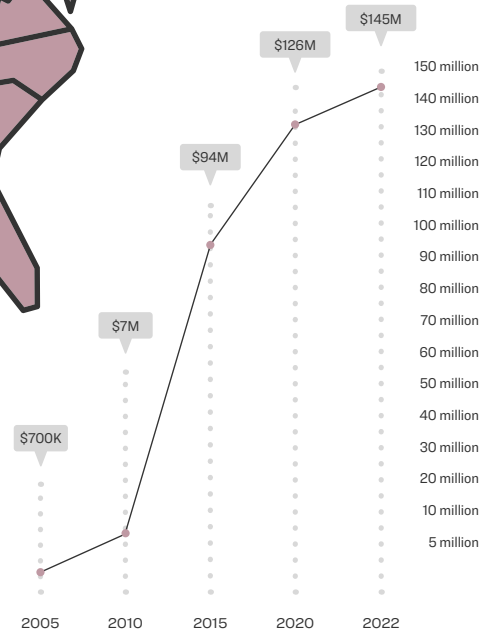 $145M
$126M
150 million
140 million
130 million
$94M
120 million
110 million
100 million
90 million
80 million
$7M
70 million
60 million
50 million
40 million
$700K
30 million
20 million
10 million
5 million
2005 2010 2015 2020 2022